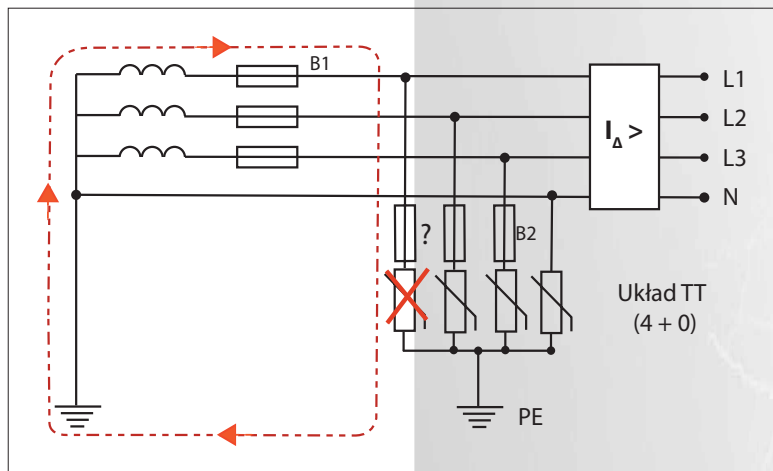 B1
L1
L2
L3
N
I∆ >
?
B2
Układ TT
(4 + 0)
PE